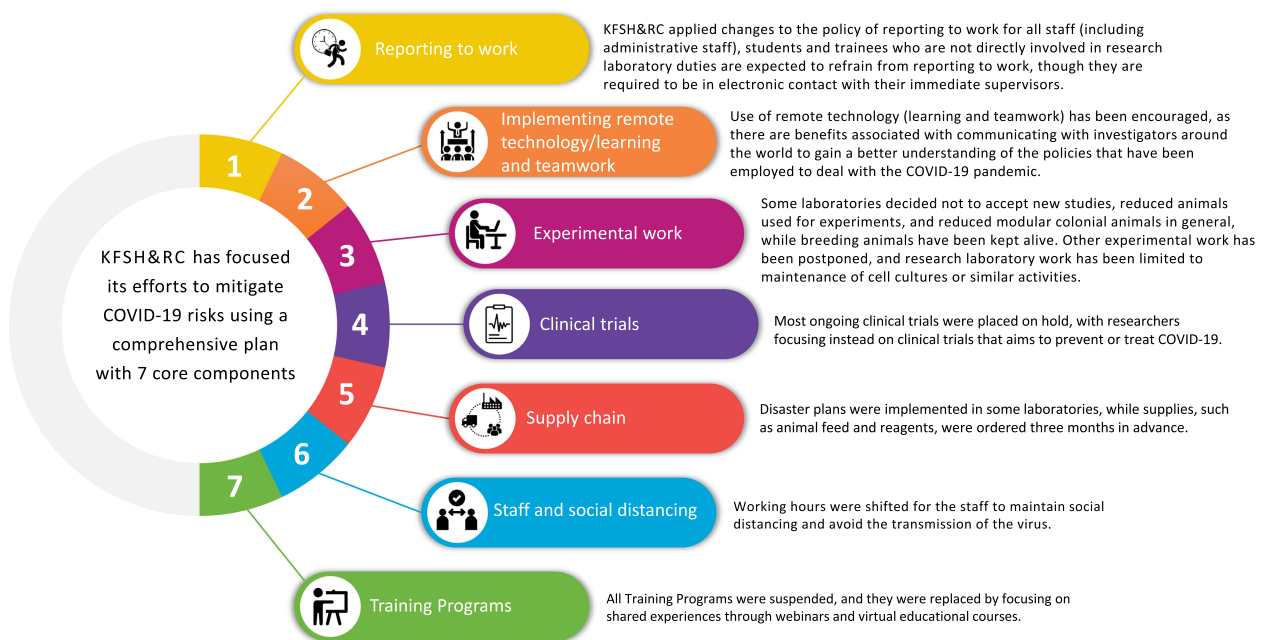 KFSH&RC has focused
its efforts to mitigate
COVID-19 risks using a
comprehensive plan
with 7 core components
1
Reporting to work
KFSH&RC applied changes to the policy of reporting to work for all staff (including
administrative staff), students and trainees who are not directly involved in research
laboratory duties are expected to refrain from reporting to work, though they are
required to be in electronic contact with their immediate supervisors.
2
Implementing remote
technology/learning
and teamwork
Use of remote technology (learning and teamwork) has been encouraged, as
there are benefits associated with communicating with investigators around
the world to gain a better understanding of the policies that have been
employed to deal with the COVID-19 pandemic.
3
Experimental work
Some laboratories decided not to accept new studies, reduced animals
used for experiments, and reduced modular colonial animals in general,
while breeding animals have been kept alive. Other experimental work has
been postponed, and research laboratory work has been limited to
maintenance of cell cultures or similar activities.
4
Clinical trials
Most ongoing clinical trials were placed on hold, with researchers
focusing instead on clinical trials that aims to prevent or treat COVID-19.
5
Supply chain
Disaster plans were implemented in some laboratories, while supplies, such
as animal feed and reagents, were ordered three months in advance.
6
Staff and social distancing
Working hours were shifted for the staff to maintain social
distancing and avoid the transmission of the virus.
7
Training Programs
All Training Programs were suspended, and they were replaced by focusing on
shared experiences through webinars and virtual educational courses.